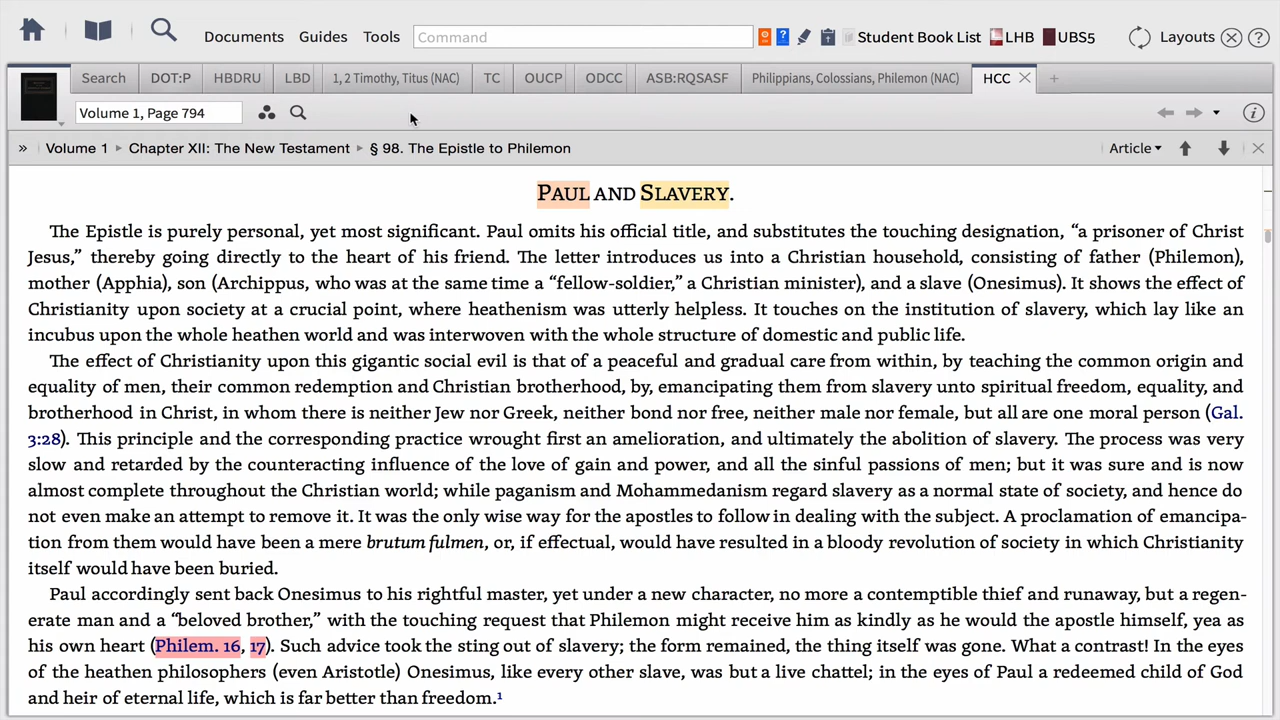 Documents Guides Tools Command Student Book List LHB UBS5 Layouts
Search DOT:P HBDRU LBD 1, 2 Timothy, Titus (NAC) TC OUCP ODCC ASB:RQSASF Philippians, Colossians, Philemon (NAC) HCC
Volume 1, Page 794
» Volume 1 ▸ Chapter XII: The New Testament ▸ § 98. The Epistle to Philemon Article
PAUL AND SLAVERY.
The Epistle is purely personal, yet most significant. Paul omits his official title, and substitutes the touching designation, “a prisoner of Christ
Jesus,” thereby going directly to the heart of his friend. The letter introduces us into a Christian household, consisting of father (Philemon),
mother (Apphia), son (Archippus, who was at the same time a “fellow-soldier,” a Christian minister), and a slave (Onesimus). It shows the effect of
Christianity upon society at a crucial point, where heathenism was utterly helpless. It touches on the institution of slavery, which lay like an
incubus upon the whole heathen world and was interwoven with the whole structure of domestic and public life.
The effect of Christianity upon this gigantic social evil is that of a peaceful and gradual care from within, by teaching the common origin and
equality of men, their common redemption and Christian brotherhood, by, emancipating them from slavery unto spiritual freedom, equality, and
brotherhood in Christ, in whom there is neither Jew nor Greek, neither bond nor free, neither male nor female, but all are one moral person (Gal.
3:28). This principle and the corresponding practice wrought first an amelioration, and ultimately the abolition of slavery. The process was very
slow and retarded by the counteracting influence of the love of gain and power, and all the sinful passions of men; but it was sure and is now
almost complete throughout the Christian world; while paganism and Mohammedanism regard slavery as a normal state of society, and hence do
not even make an attempt to remove it. It was the only wise way for the apostles to follow in dealing with the subject. A proclamation of emancipa-
tion from them would have been a mere brutum fulmen, or, if effectual, would have resulted in a bloody revolution of society in which Christianity
itself would have been buried.
Paul accordingly sent back Onesimus to his rightful master, yet under a new character, no more a contemptible thief and runaway, but a regen-
erate man and a “beloved brother,” with the touching request that Philemon might receive him as kindly as he would the apostle himself, yea as
his own heart (Philem. 16, 17). Such advice took the sting out of slavery; the form remained, the thing itself was gone. What a contrast! In the eyes
of the heathen philosophers (even Aristotle) Onesimus, like every other slave, was but a live chattel; in the eyes of Paul a redeemed child of God
and heir of eternal life, which is far better than freedom.¹